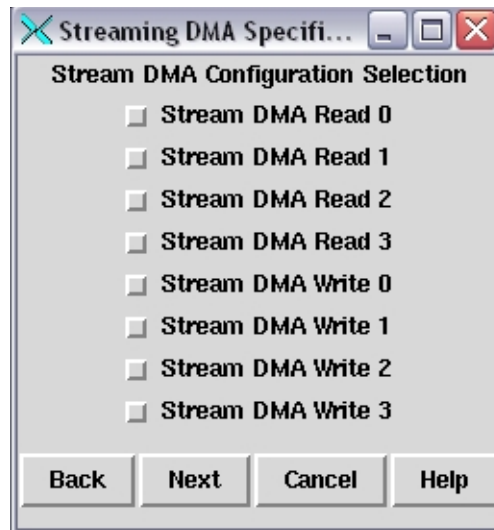 Streaming DMA Specifi...
Stream DMA Configuration Selection
Stream DMA Read 0
Stream DMA Read 1
Stream DMA Read 2
Stream DMA Read 3
Stream DMA Write 0
Stream DMA Write 1
Stream DMA Write 2
Stream DMA Write 3
Back Next Cancel Help